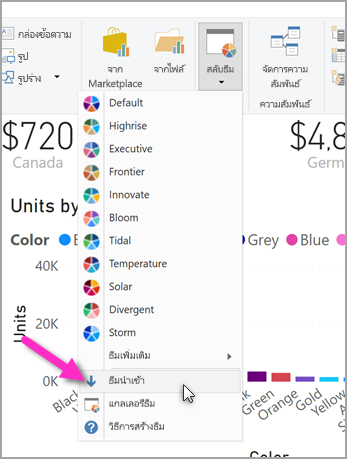 กล่องข้อความ
รูป
รูปร่าง
จาก Marketplace
จากไฟล์
สลับธีม
จัดการความสัมพันธ์
ความสัมพันธ์
$720
Canada
$4,8
Germ
Default
Highrise
Executive
Frontier
Innovate
Bloom
Tidal
Temperature
Solar
Divergent
Storm
ธีมเพิ่มเติม
ธีมนำเข้า
แกลเลอรีธีม
วิธีการสร้างธีม
Units by
Color
Grey
Blue
40K
20K
0K
Units
Green
Orange
Gold
Color